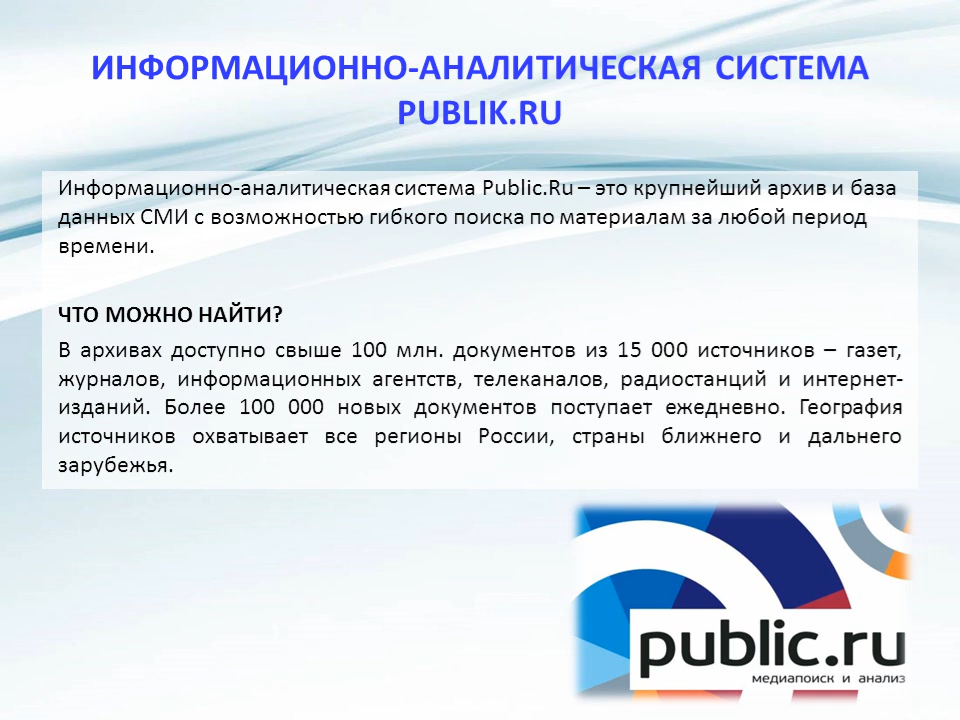 ИНФОРМАЦИОННО-АНАЛИТИЧЕСКАЯ СИСТЕМА
PUBLIK.RU
Информационно-аналитическая система Public.Ru – это крупнейший архив и база
данных СМИ с возможностью гибкого поиска по материалам за любой период
времени.
ЧТО МОЖНО НАЙТИ?
В архивах доступно свыше 100 млн. документов из 15 000 источников – газет,
журналов, информационных агентств, телеканалов, радиостанций и интернет-
изданий. Более 100 000 новых документов поступает ежедневно. География
источников охватывает все регионы России, страны ближнего и дальнего
зарубежья.
public.ru
медиапоиск и анализ